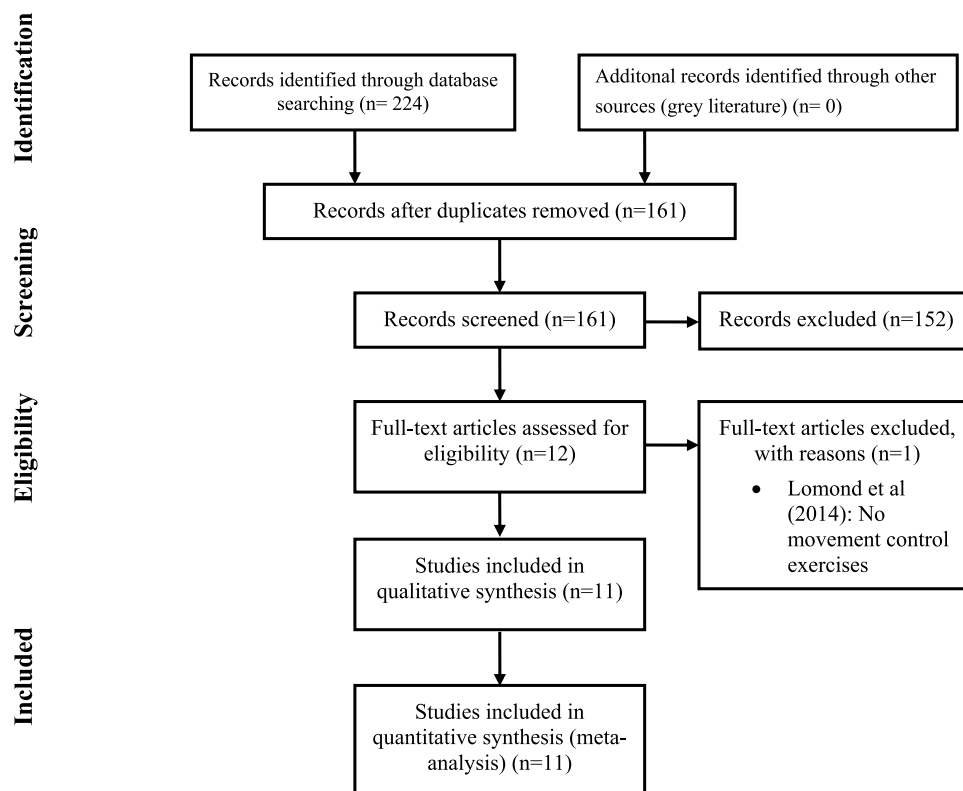 Identification
Records identified through database
searching (n= 224)
Additonal records identified through other
sources (grey literature) (n= 0)
Records after duplicates removed (n=161)
Screening
Records screened (n=161)
Records excluded (n=152)
Eligibility
Full-text articles assessed for
eligibility (n=12)
Full-text articles excluded,
with reasons (n=1)
• Lomond et al
(2014): No
movement control
exercises
Studies included in
qualitative synthesis (n=11)
Included
Studies included in
quantitative synthesis (meta-
analysis) (n=11)